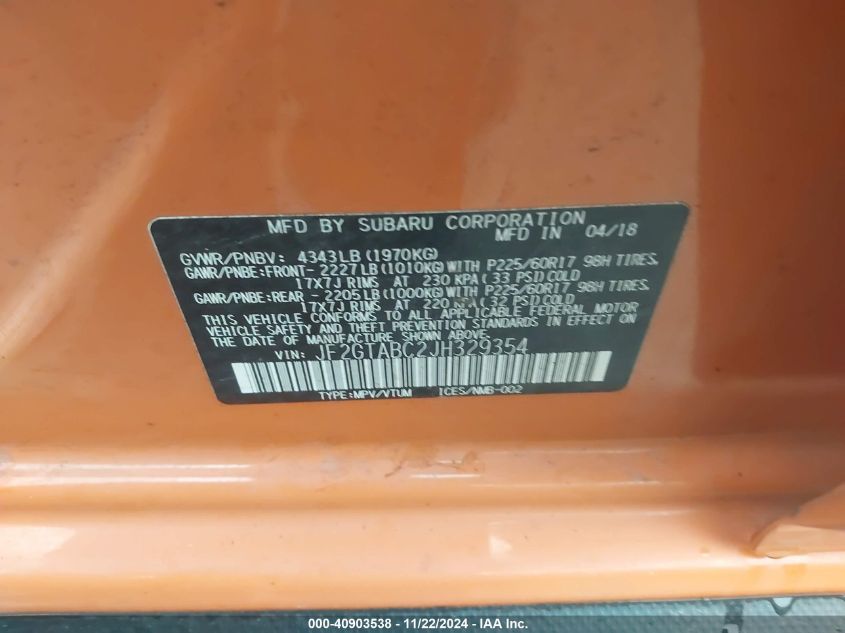 MFD BY SUBARU CORPORATION
MFD IN 04/18
GVWR/PNBV: 4343LB(1970KG)
GAWR/PNBE:FRONT-2227LB(1010KG)WITH P225/60R17 98H TIRES.
17X7J RIMS AT 230 KPA(33 PSI)COLD
GAWR/PNBE:REAR -2205LB(1000KG)WITH P225/60R17 98H TIRES.
17X7J RIMS AT 220 KPA(32 PSI)COLD
THIS VEHICLE CONFORMS TO ALL APPLICABLE FEDERAL MOTOR
VEHICLE SAFETY AND THEFT PREVENTION STANDARDS IN EFFECT ON
THE DATE OF MANUFACTURE SHOWN ABOVE.
VIN: JF2GTABC2JH329354
TYPE:MPV/VTUM ICES/NMB-002
000-40903538 - 11/22/2024 - IAA Inc.